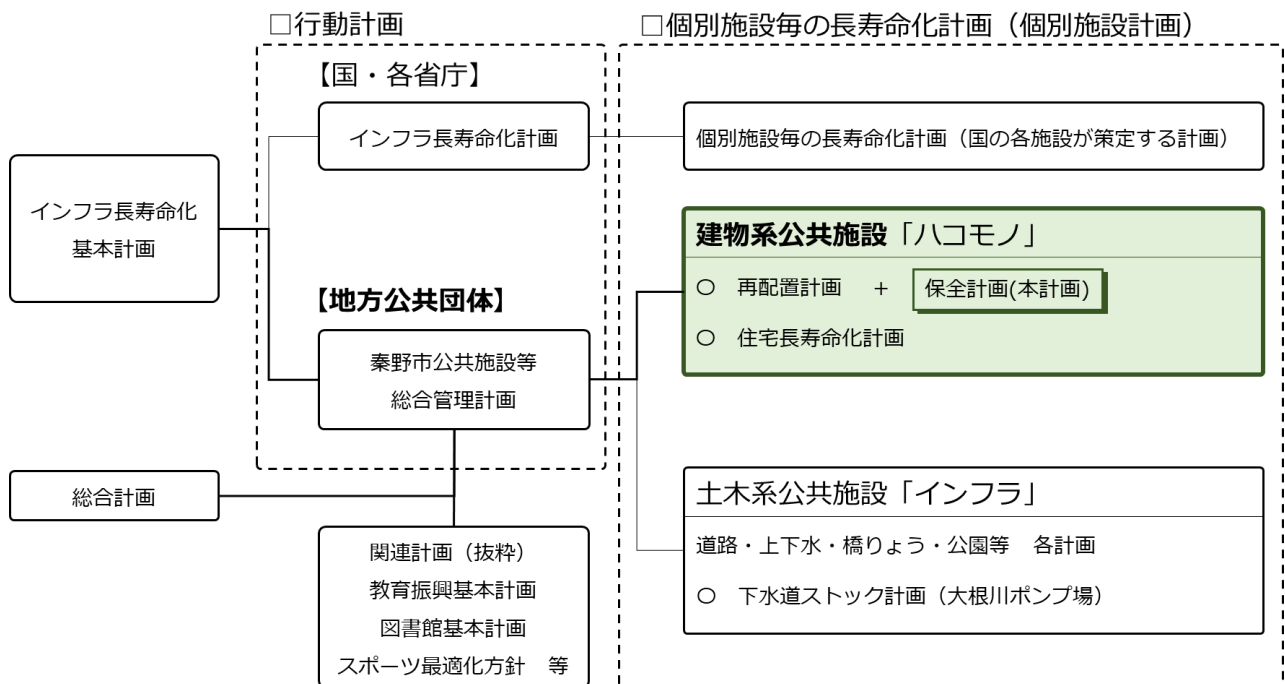 □行動計画
□個別施設毎の長寿命化計画（個別施設計画）
【国・各省庁】
インフラ長寿命化計画
個別施設毎の長寿命化計画（国の各施設が策定する計画）
インフラ長寿命化
基本計画
建物系公共施設「ハコモノ」
○　再配置計画　+　保全計画(本計画)
○　住宅長寿命化計画
【地方公共団体】
秦野市公共施設等
総合管理計画
総合計画
土木系公共施設「インフラ」
道路・上下水・橋りょう・公園等　各計画
○　下水道ストック計画（大根川ポンプ場）
関連計画（抜粋）
教育振興基本計画
図書館基本計画
スポーツ最適化方針　等